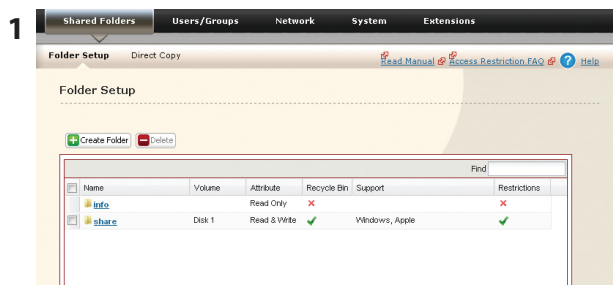 1
Shared Folders Users/Groups Network System Extensions
Folder Setup Direct Copy Read Manual Access Restriction FAQ ? Help
Folder Setup
Create Folder Delete
Find
Name Volume Attribute Recycle Bin Support Restrictions
info Read Only
share Disk 1 Read & Write Windows, Apple